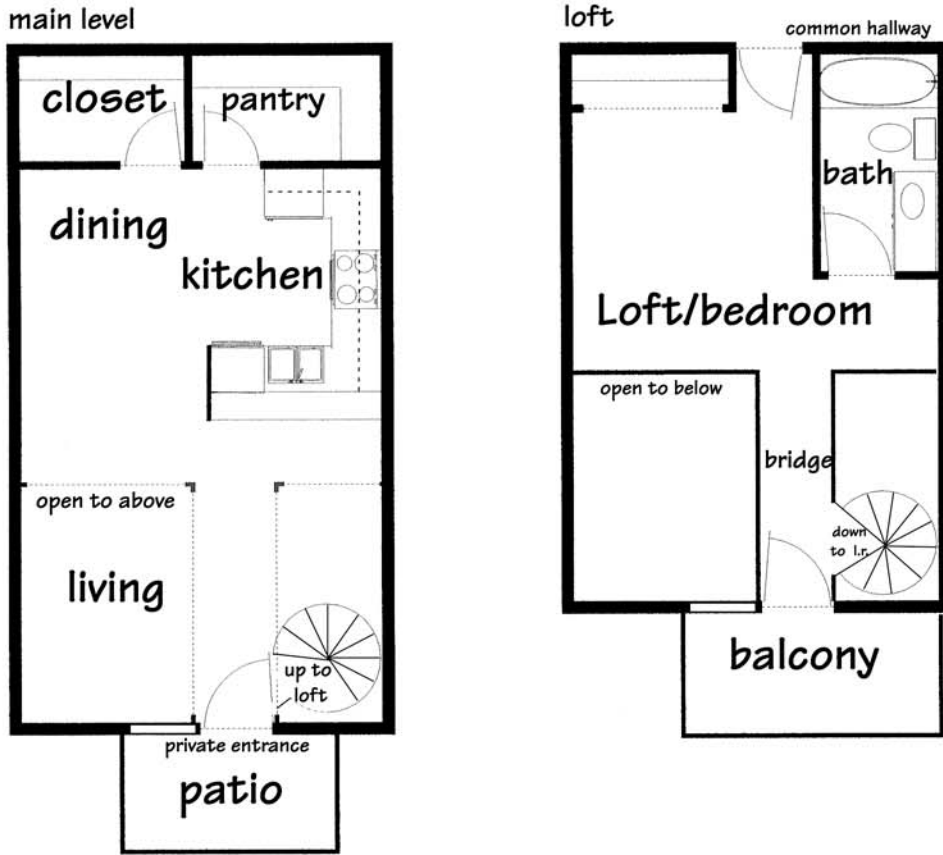 main level
closet
pantry
dining
kitchen
open to above
living
up to
loft
private entrance
patio
loft
common hallway
bath
Loft/bedroom
open to below
bridge
down
to l.r.
balcony